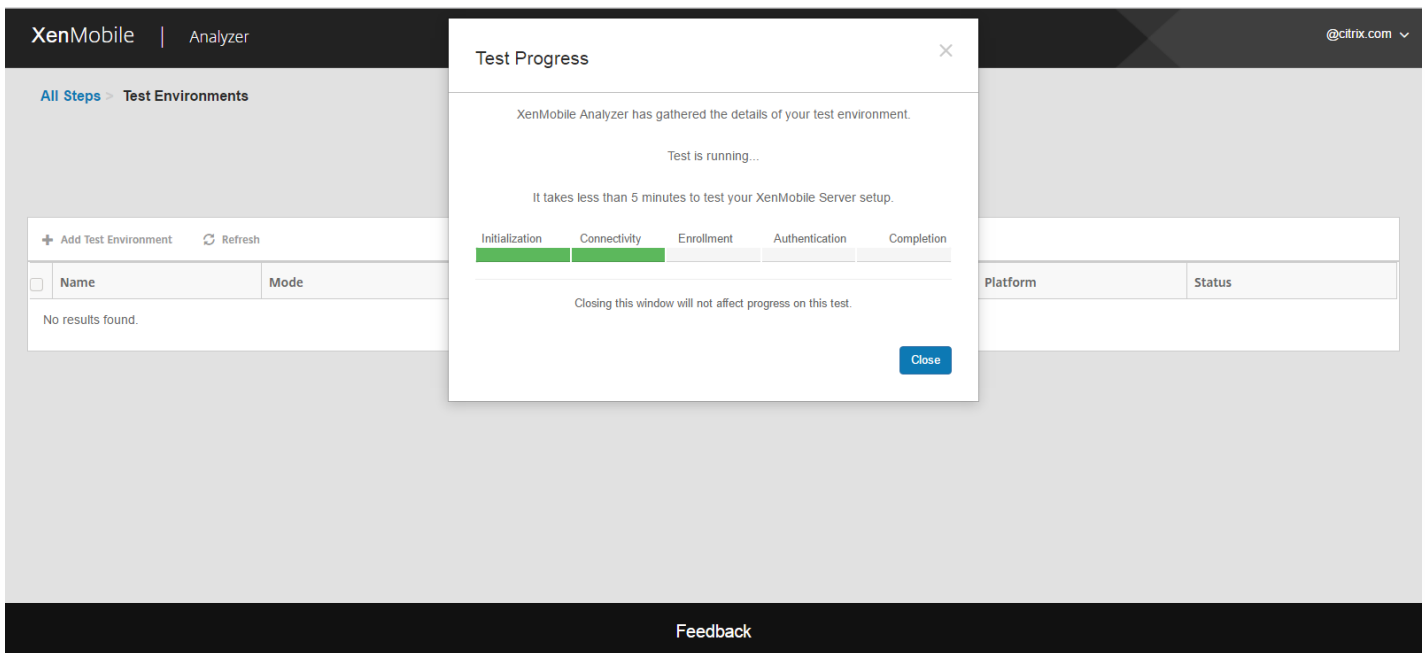 XenMobile | Analyzer
@citrix.com
All Steps > Test Environments
Add Test Environment Refresh
Name Mode Platform Status
No results found.
Test Progress
XenMobile Analyzer has gathered the details of your test environment.
Test is running...
It takes less than 5 minutes to test your XenMobile Server setup.
Initialization Connectivity Enrollment Authentication Completion
Closing this window will not affect progress on this test.
Close
Feedback